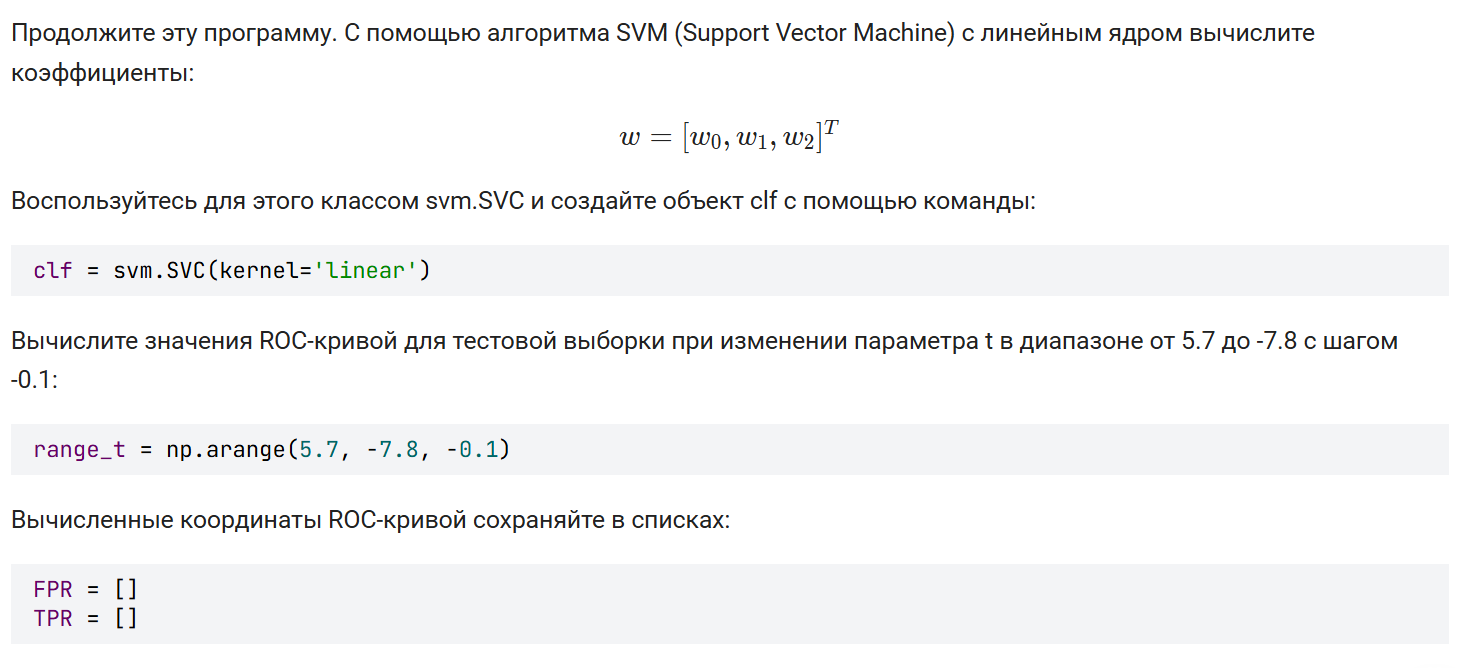 Продолжите эту программу. С помощью алгоритма SVM (Support Vector Machine) с линейным ядром вычислите
коэффициенты:
w = [w₀, w₁, w₂]ᵀ
Воспользуйтесь для этого классом svm.SVC и создайте объект clf с помощью команды:
clf = svm.SVC(kernel='linear')
Вычислите значения ROC-кривой для тестовой выборки при изменении параметра t в диапазоне от 5.7 до -7.8 с шагом
-0.1:
range_t = np.arange(5.7, -7.8, -0.1)
Вычисленные координаты ROC-кривой сохраняйте в списках:
FPR = []
TPR = []